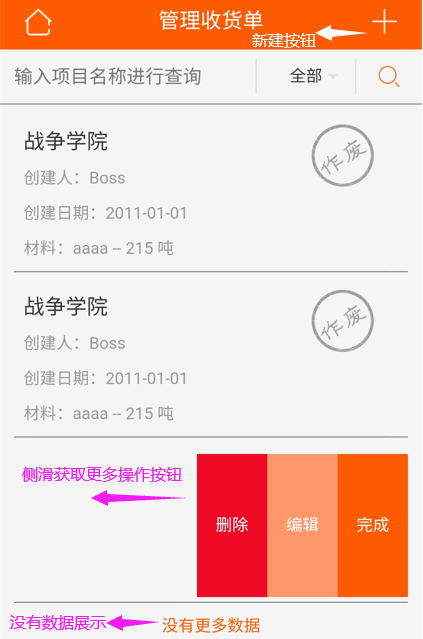 管理收货单
新建按钮
输入项目名称进行查询 全部
战争学院
作废
创建人：Boss
创建日期：2011-01-01
材料：aaaa -- 215 吨
战争学院
作废
创建人：Boss
创建日期：2011-01-01
材料：aaaa -- 215 吨
侧滑获取更多操作按钮
删除 编辑 完成
没有数据展示 没有更多数据